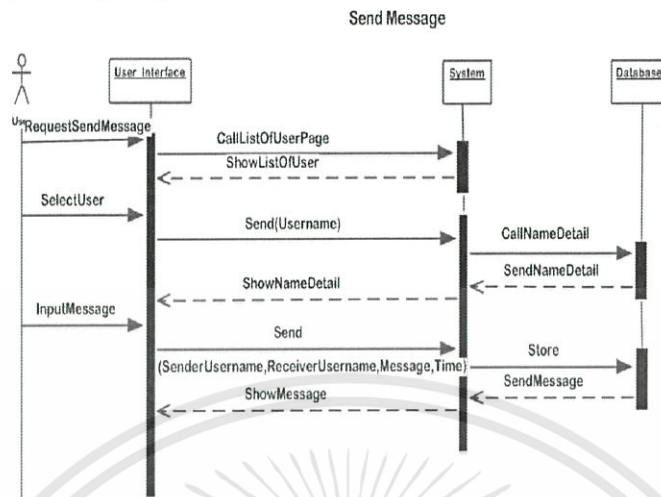 Send Message
User Interface
System
Database
User
RequestSendMessage
CallListOfUserPage
ShowListOfUser
SelectUser
Send(Username)
CallNameDetail
SendNameDetail
ShowNameDetail
InputMessage
Send
Store
(SenderUsername,ReceiverUsername,Message,Time)
SendMessage
ShowMessage